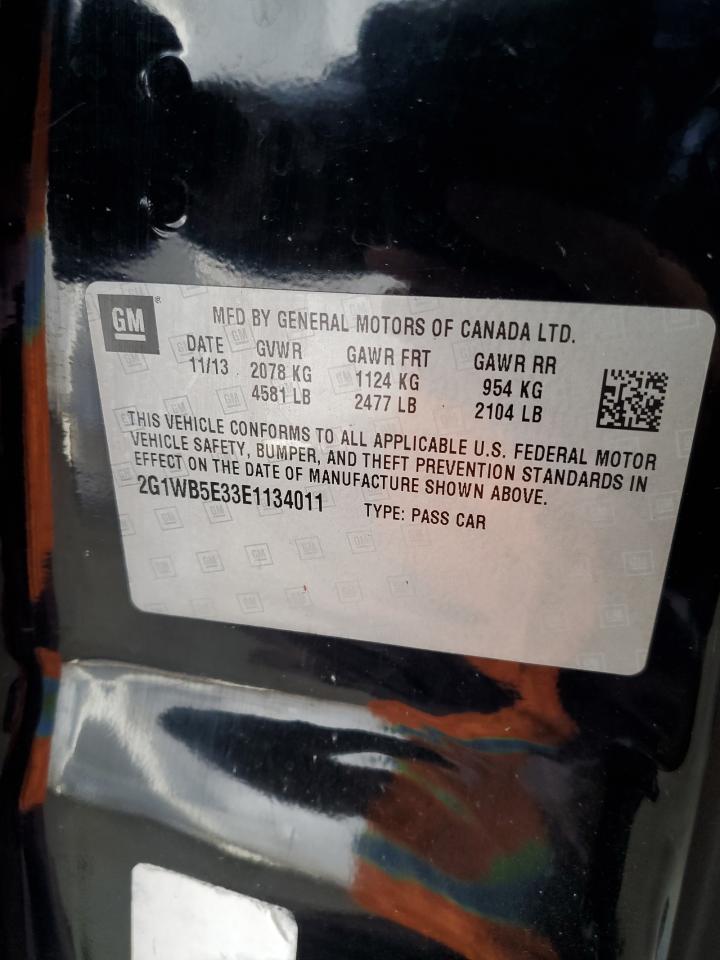 GM®
MFD BY GENERAL MOTORS OF CANADA LTD.
DATE GVWR GAWR FRT GAWR RR
11/13 2078 KG 1124 KG 954 KG
4581 LB 2477 LB 2104 LB
THIS VEHICLE CONFORMS TO ALL APPLICABLE U.S. FEDERAL MOTOR
VEHICLE SAFETY, BUMPER, AND THEFT PREVENTION STANDARDS IN
EFFECT ON THE DATE OF MANUFACTURE SHOWN ABOVE.
2G1WB5E33E1134011 TYPE: PASS CAR